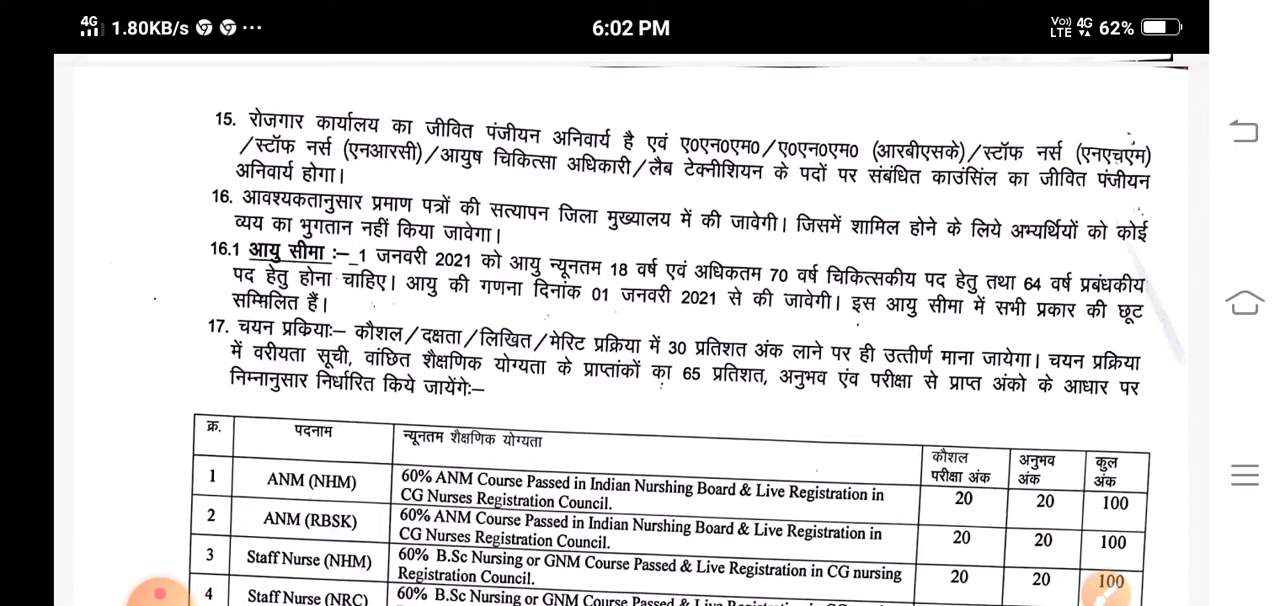 4G 1.80KB/s ... 6:02 PM Vo)) LTE 4G 62%
15. रोजगार कार्यालय का जीवित पंजीयन अनिवार्य है एवं ए0एन0एम0/ए0एन0एम0 (आरबीएसके)/स्टॉफ नर्स (एनएचएम)
/स्टॉफ नर्स (एनआरसी)/आयुष चिकित्सा अधिकारी/लैब टेक्नीशियन के पदों पर संबंधित काउंसिंल का जीवित पंजीयन
अनिवार्य होगा।
16. आवश्यकतानुसार प्रमाण पत्रों की सत्यापन जिला मुख्यालय में की जावेगी। जिसमें शामिल होने के लिये अभ्यर्थियों को कोई
व्यय का भुगतान नहीं किया जावेगा।
16.1 आयु सीमा :– 1 जनवरी 2021 को आयु न्यूनतम 18 वर्ष एवं अधिकतम 70 वर्ष चिकित्सकीय पद हेतु तथा 64 वर्ष प्रबंधकीय
पद हेतु होना चाहिए। आयु की गणना दिनांक 01 जनवरी 2021 से की जावेगी। इस आयु सीमा में सभी प्रकार की छूट
सम्मिलित हैं।
17. चयन प्रकियाः– कौशल/दक्षता/लिखित/मेरिट प्रक्रिया में 30 प्रतिशत अंक लाने पर ही उत्तीर्ण माना जायेगा। चयन प्रक्रिया
में वरीयता सूची, वांछित शैक्षणिक योग्यता के प्राप्तांकों का 65 प्रतिशत, अनुभव एंव परीक्षा से प्राप्त अंको के आधार पर
निम्नानुसार निर्धारित किये जायेंगेः–
क्र. पदनाम न्यूनतम शैक्षणिक योग्यता कौशल परीक्षा अंक अनुभव अंक कुल अंक
1 ANM (NHM) 60% ANM Course Passed in Indian Nurshing Board & Live Registration in
CG Nurses Registration Council. 20 20 100
2 ANM (RBSK) 60% ANM Course Passed in Indian Nurshing Board & Live Registration in
CG Nurses Registration Council. 20 20 100
3 Staff Nurse (NHM) 60% B.Sc Nursing or GNM Course Passed & Live Registration in CG nursing
Registration Council. 20 20 100
4 Staff Nurse (NRC) 60% B.Sc Nursing or GNM Course Passed & Live